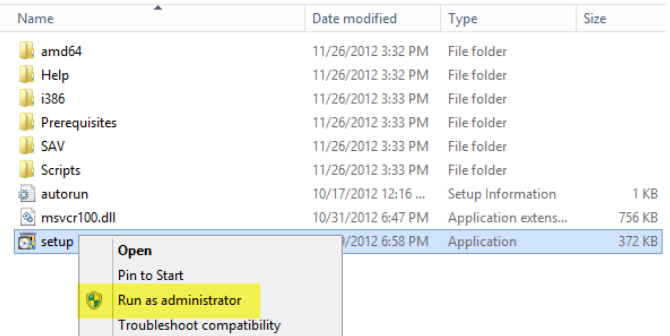 Name Date modified Type Size
amd64 11/26/2012 3:32 PM File folder
Help 11/26/2012 3:32 PM File folder
i386 11/26/2012 3:33 PM File folder
Prerequisites 11/26/2012 3:33 PM File folder
SAV 11/26/2012 3:33 PM File folder
Scripts 11/26/2012 3:33 PM File folder
autorun 10/17/2012 12:16 ... Setup Information 1 KB
msvcr100.dll 10/31/2012 6:47 PM Application extens... 756 KB
setup /2012 6:58 PM Application 372 KB
Open
Pin to Start
Run as administrator
Troubleshoot compatibility